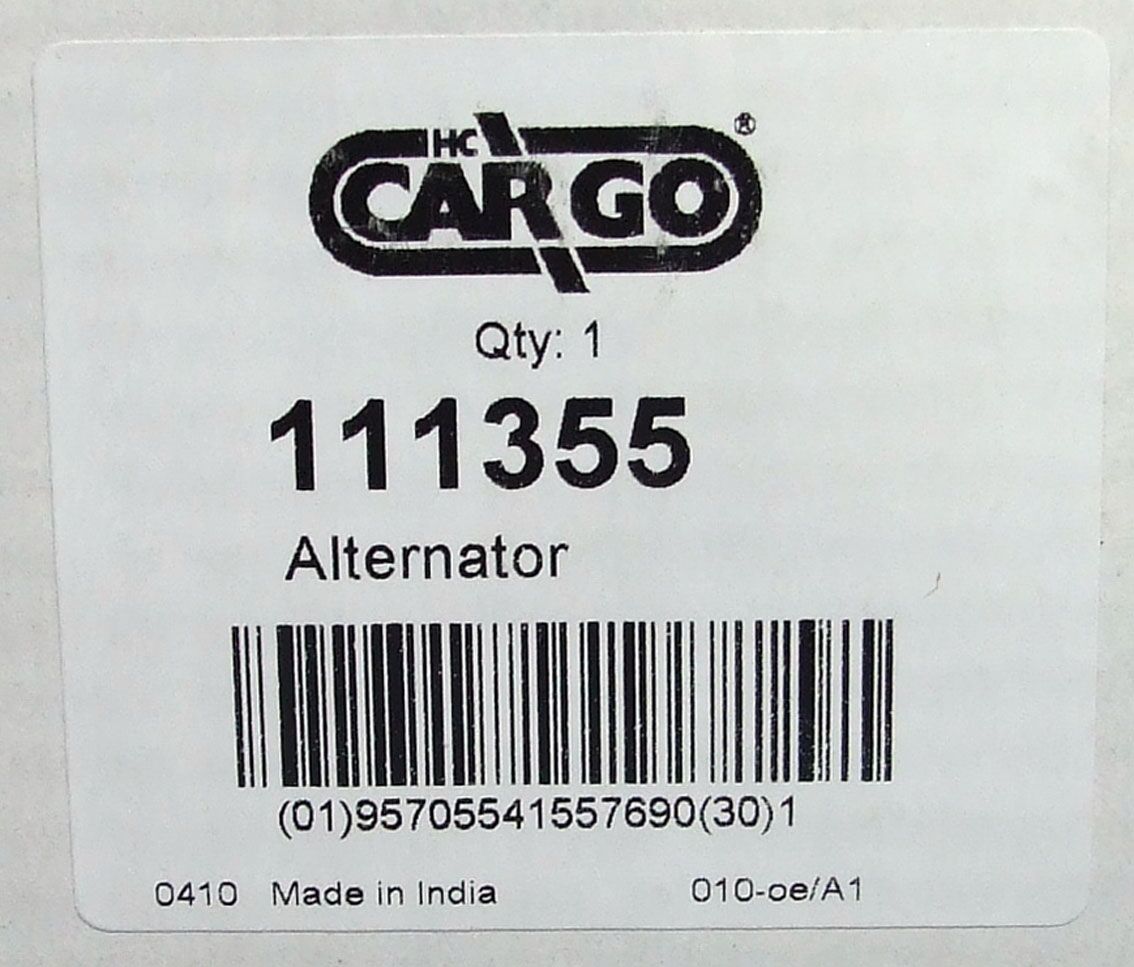 HC
CARGO®
Qty: 1
111355
Alternator
(01)95705541557690(30)1
0410 Made in India 010-oe/A1